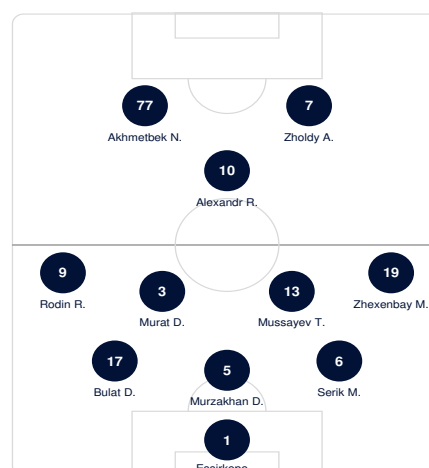 77
7
Akhmetbek N.
Zholdy A.
10
Alexandr R.
9
19
3
13
Rodin R.
Zhexenbay M.
Murat D.
Mussayev T.
17
5
6
Bulat D.
Serik M.
Murzakhan D.
1